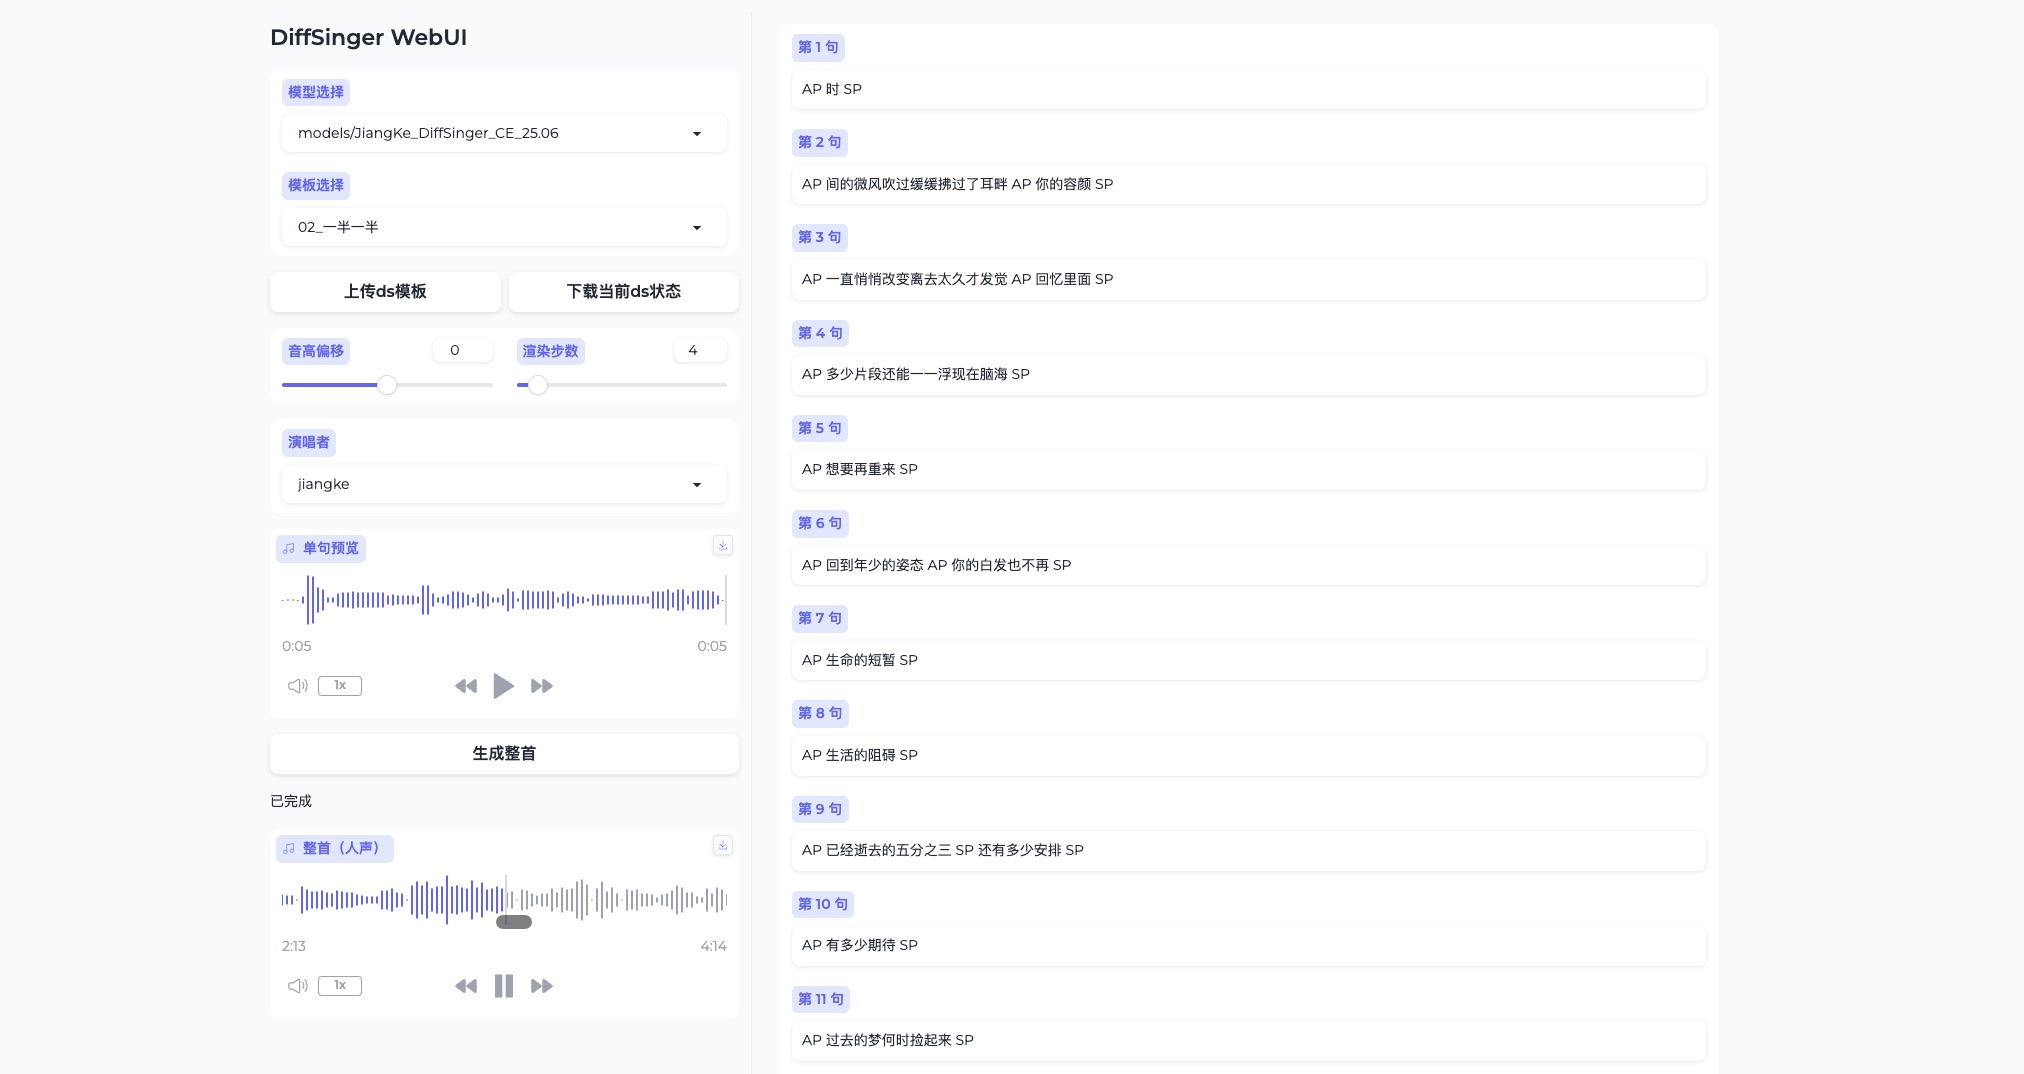 DiffSinger WebUI
模型选择
models/JiangKe_DiffSinger_CE_25.06
模板选择
02_一半一半
上传ds模板
下载当前ds状态
音高偏移
0
渲染步数
4
演唱者
jiangke
单句预览
0:05
0:05
1x
生成整首
已完成
整首（人声）
2:13
4:14
1x
第 1 句
AP 时 SP
第 2 句
AP 间的微风吹过缓缓拂过了耳畔 AP 你的容颜 SP
第 3 句
AP 一直悄悄改变离去太久才发觉 AP 回忆里面 SP
第 4 句
AP 多少片段还能一一浮现在脑海 SP
第 5 句
AP 想要再重来 SP
第 6 句
AP 回到年少的姿态 AP 你的白发也不再 SP
第 7 句
AP 生命的短暂 SP
第 8 句
AP 生活的阻碍 SP
第 9 句
AP 已经逝去的五分之三 SP 还有多少安排 SP
第 10 句
AP 有多少期待 SP
第 11 句
AP 过去的梦何时捡起来 SP